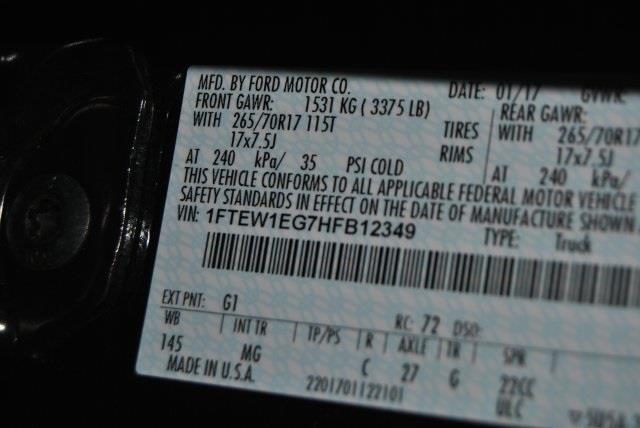 MFD. BY FORD MOTOR CO. DATE: 01/17 GVWR:
FRONT GAWR: 1531 KG ( 3375 LB) REAR GAWR:
WITH 265/70R17 115T TIRES WITH 265/70R17
17x7.5J RIMS 17x7.5J
AT 240 kPa/ 35 PSI COLD AT 240 kPa/
THIS VEHICLE CONFORMS TO ALL APPLICABLE FEDERAL MOTOR VEHICLE
SAFETY STANDARDS IN EFFECT ON THE DATE OF MANUFACTURE SHOWN
VIN: 1FTEW1EG7HFB12349 TYPE: Truck
EXT PNT: G1 RC: 72 DSO:
WB INT TR TP/PS R AXLE TR SPR
145 MG C 27 G 22CC
MADE IN U.S.A. 2201701122101 ULC